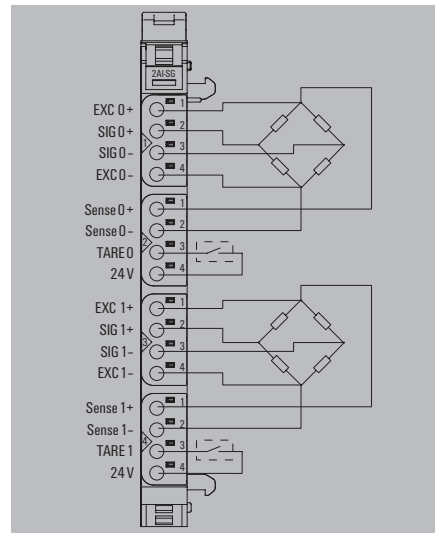 2AI-SG
EXC 0+ 1
SIG 0+ 2
SIG 0– 3
EXC 0– 4
1
Sense 0+ 1
Sense 0– 2
TARE 0 3
24 V 4
2
EXC 1+ 1
SIG 1+ 2
SIG 1– 3
EXC 1– 4
3
Sense 1+ 1
Sense 1– 2
TARE 1 3
24 V 4
4